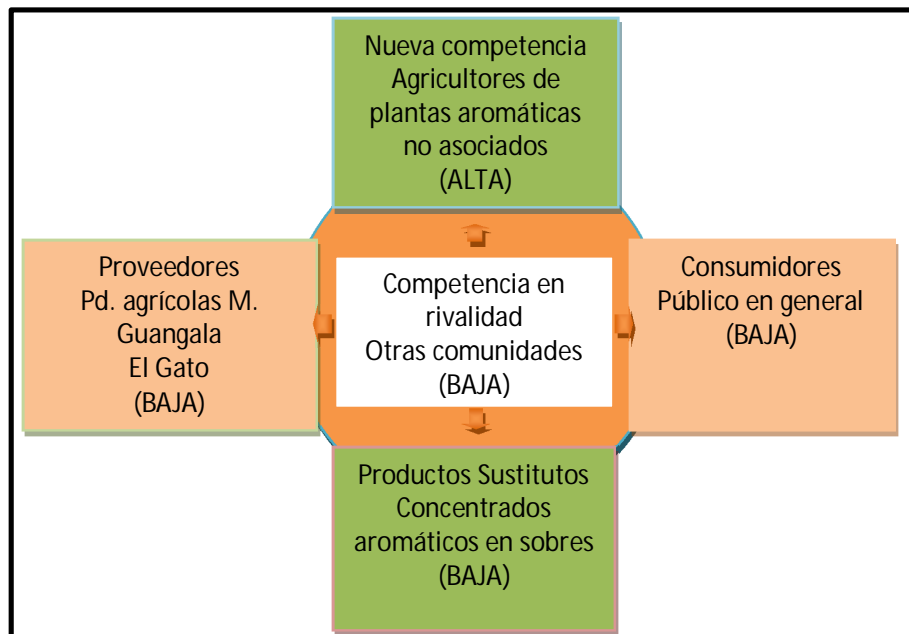 Nueva competencia
Agricultores de
plantas aromáticas
no asociados
(ALTA)
Proveedores
Pd. agrícolas M.
Guangala
El Gato
(BAJA)
Competencia en
rivalidad
Otras comunidades
(BAJA)
Consumidores
Público en general
(BAJA)
Productos Sustitutos
Concentrados
aromáticos en sobres
(BAJA)